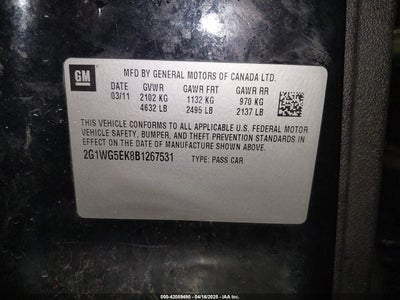 GM
MFD BY GENERAL MOTORS OF CANADA LTD.
DATE GVWR GAWR FRT GAWR RR
03/11 2102 KG 1132 KG 970 KG
4632 LB 2495 LB 2137 LB
THIS VEHICLE CONFORMS TO ALL APPLICABLE U.S. FEDERAL MOTOR
VEHICLE SAFETY, BUMPER, AND THEFT PREVENTION STANDARDS IN
EFFECT ON THE DATE OF MANUFACTURE SHOWN ABOVE.
2G1WG5EK8B1267531 TYPE: PASS CAR
000-42009490 - 04/16/2025 - IAA Inc.